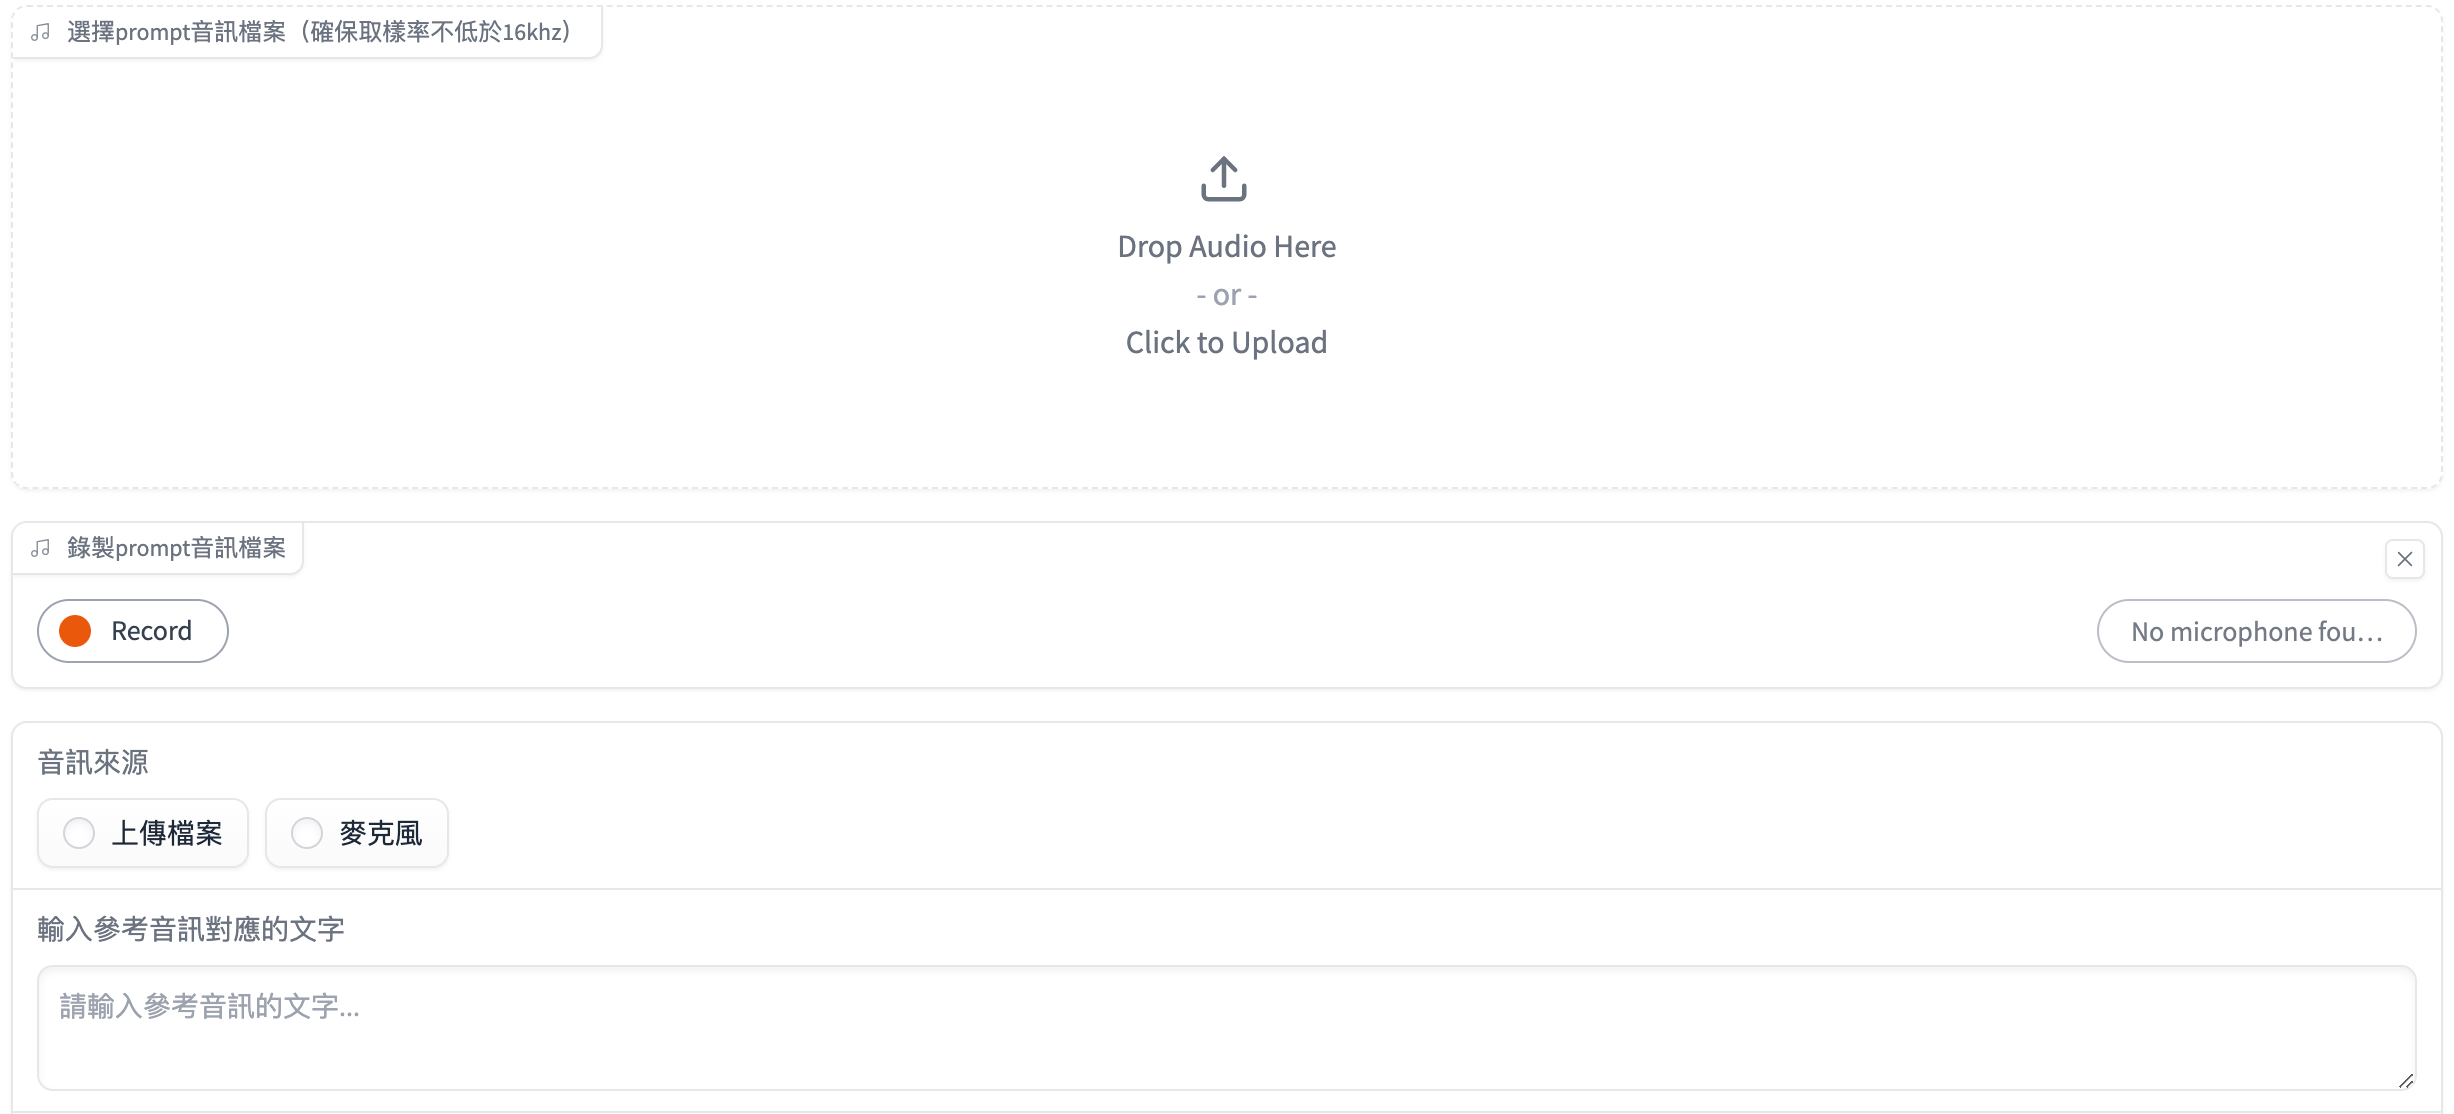 選擇prompt音訊檔案（確保取樣率不低於16khz）
Drop Audio Here
- or -
Click to Upload
錄製prompt音訊檔案
Record
No microphone fou...
音訊來源
上傳檔案
麥克風
輸入參考音訊對應的文字
請輸入參考音訊的文字...